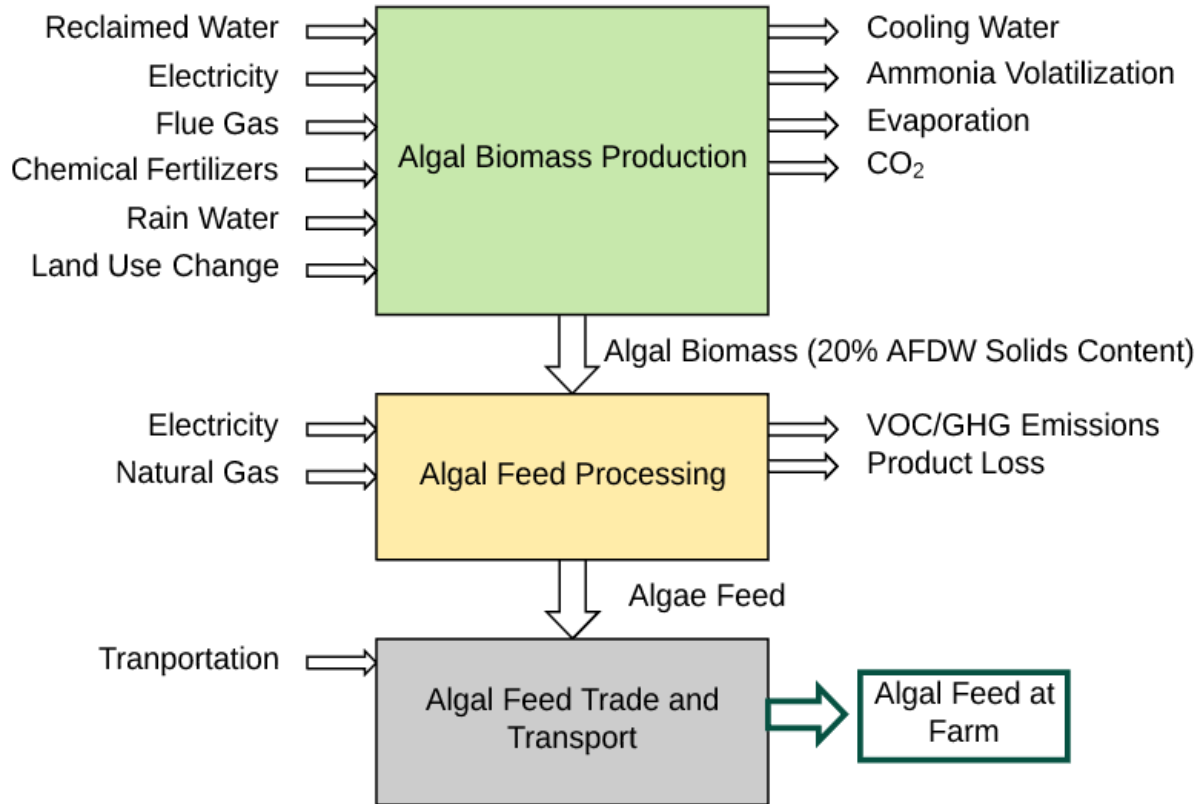 Reclaimed Water
Electricity
Flue Gas
Chemical Fertilizers
Rain Water
Land Use Change
Algal Biomass Production
Cooling Water
Ammonia Volatilization
Evaporation
CO₂
Algal Biomass (20% AFDW Solids Content)
Electricity
Natural Gas
Algal Feed Processing
VOC/GHG Emissions
Product Loss
Algae Feed
Tranportation
Algal Feed Trade and
Transport
Algal Feed at
Farm